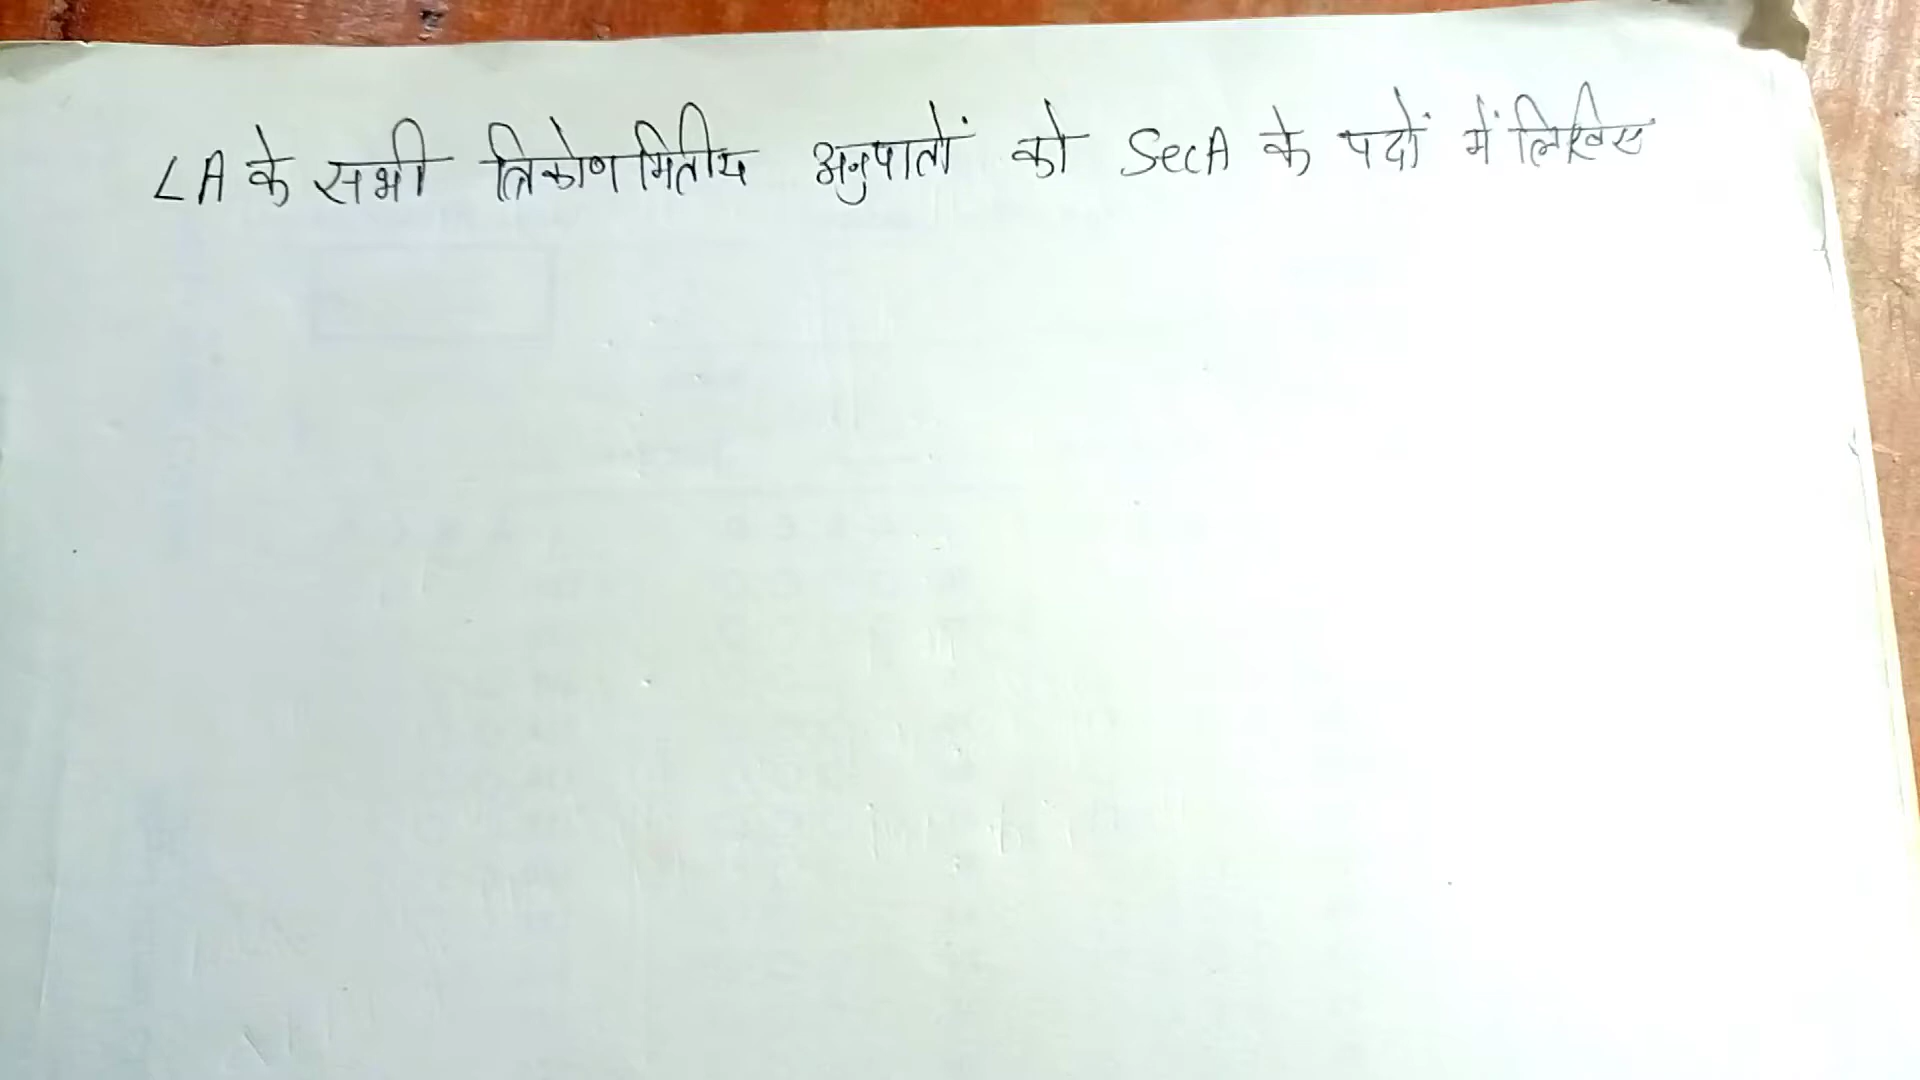 ∠A के सभी त्रिकोणमितीय अनुपातों को SecA के पदों में लिखिए